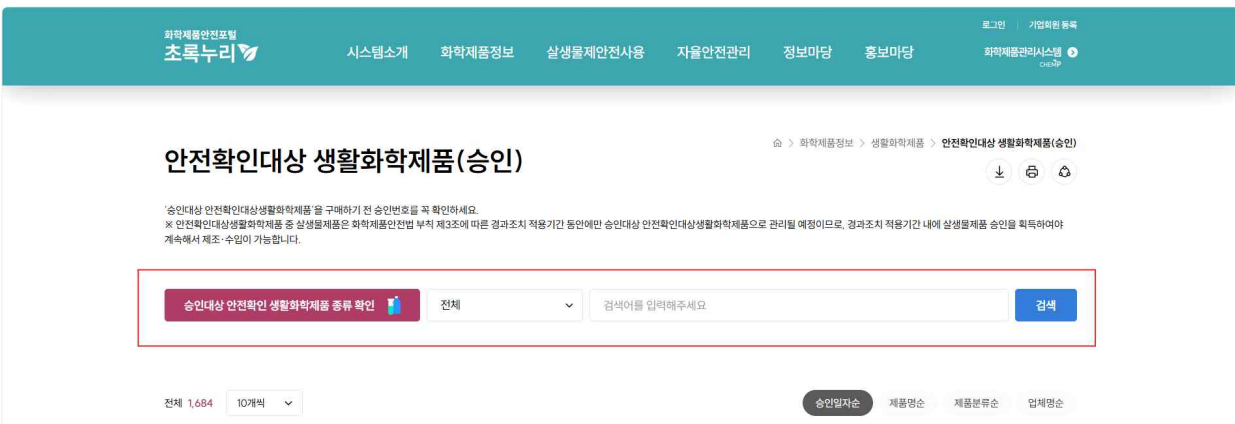 로그인 기업회원 등록
화학제품안전포털
초록누리 시스템소개 화학제품정보 살생물제안전사용 자율안전관리 정보마당 홍보마당 화학제품관리시스템
CHEMP
안전확인대상 생활화학제품(승인)
화학제품정보 > 생활화학제품 > 안전확인대상 생활화학제품(승인)
'승인대상 안전확인대상생활화학제품'을 구매하기 전 승인번호를 꼭 확인하세요.
※ 안전확인대상생활화학제품 중 살생물제품은 화학제품안전법 부칙 제3조에 따른 경과조치 적용기간 동안에만 승인대상 안전확인대상생활화학제품으로 관리될 예정이므로, 경과조치 적용기간 내에 살생물제품 승인을 획득하여야
계속해서 제조·수입이 가능합니다.
승인대상 안전확인 생활화학제품 종류 확인 전체 검색어를 입력해주세요 검색
전체 1,684 10개씩 승인일자순 제품명순 제품분류순 업체명순